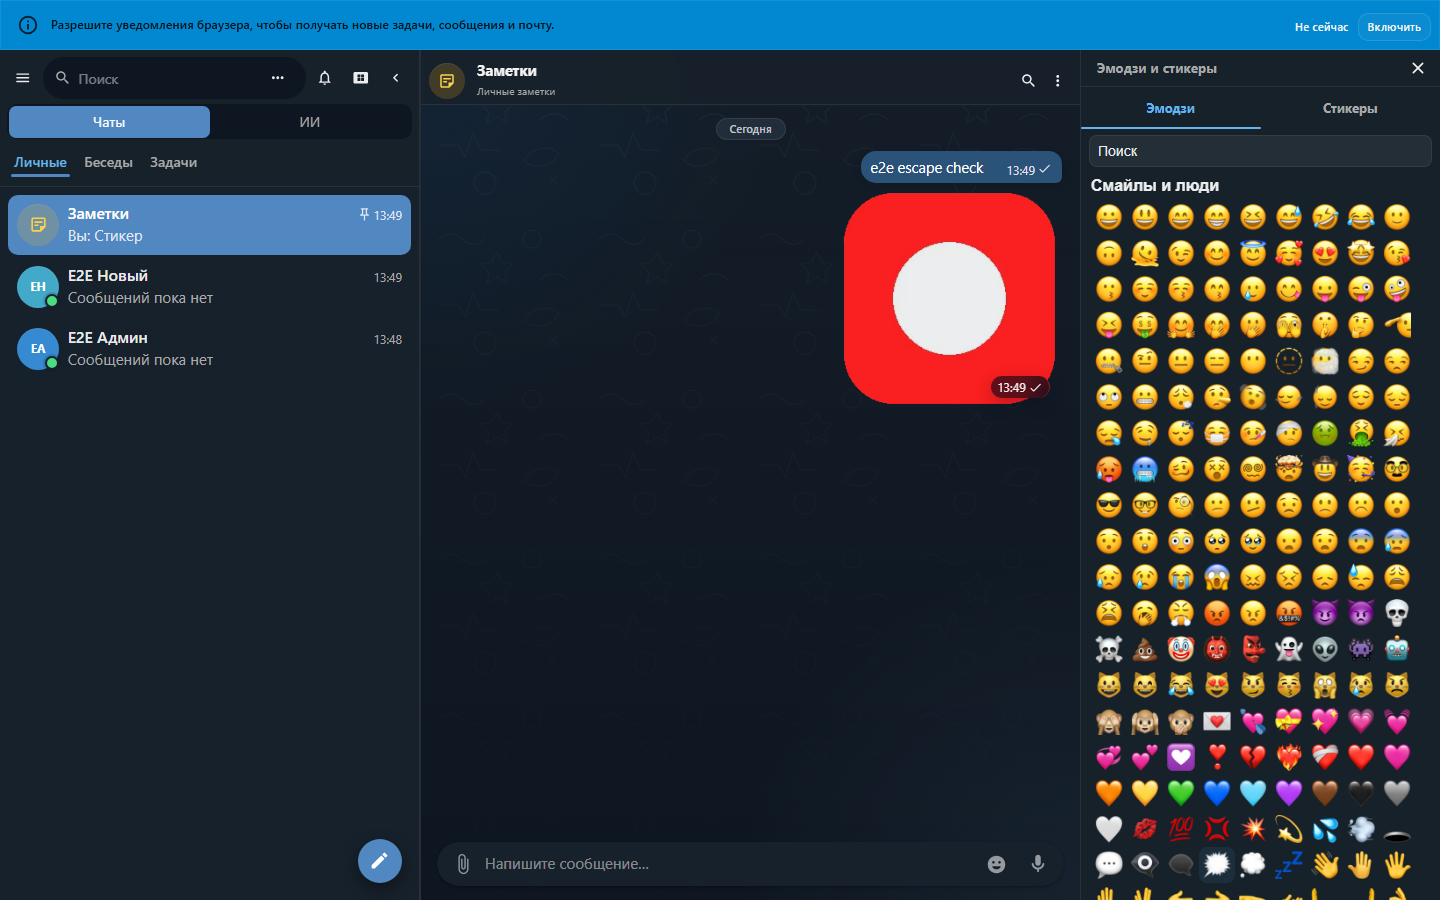 Разрешите уведомления браузера, чтобы получать новые задачи, сообщения и почту.
Не сейчас
Включить
Поиск
Чаты
ИИ
Личные
Беседы
Задачи
Заметки
13:49
Вы: Стикер
ЕН
E2E Новый
13:49
Сообщений пока нет
ЕА
E2E Админ
13:48
Сообщений пока нет
Заметки
Личные заметки
Сегодня
e2e escape check
13:49
13:49
Напишите сообщение...
Эмодзи и стикеры
Эмодзи
Стикеры
Поиск
Смайлы и люди